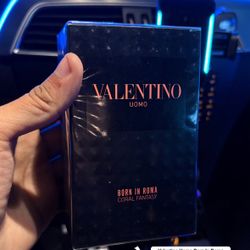 VALENTINO
UOMO
BORN IN ROMA
CORAL FANTASY